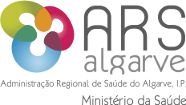 ARS
algarve
Administração Regional de Saúde do Algarve, I.P.
Ministério da Saúde